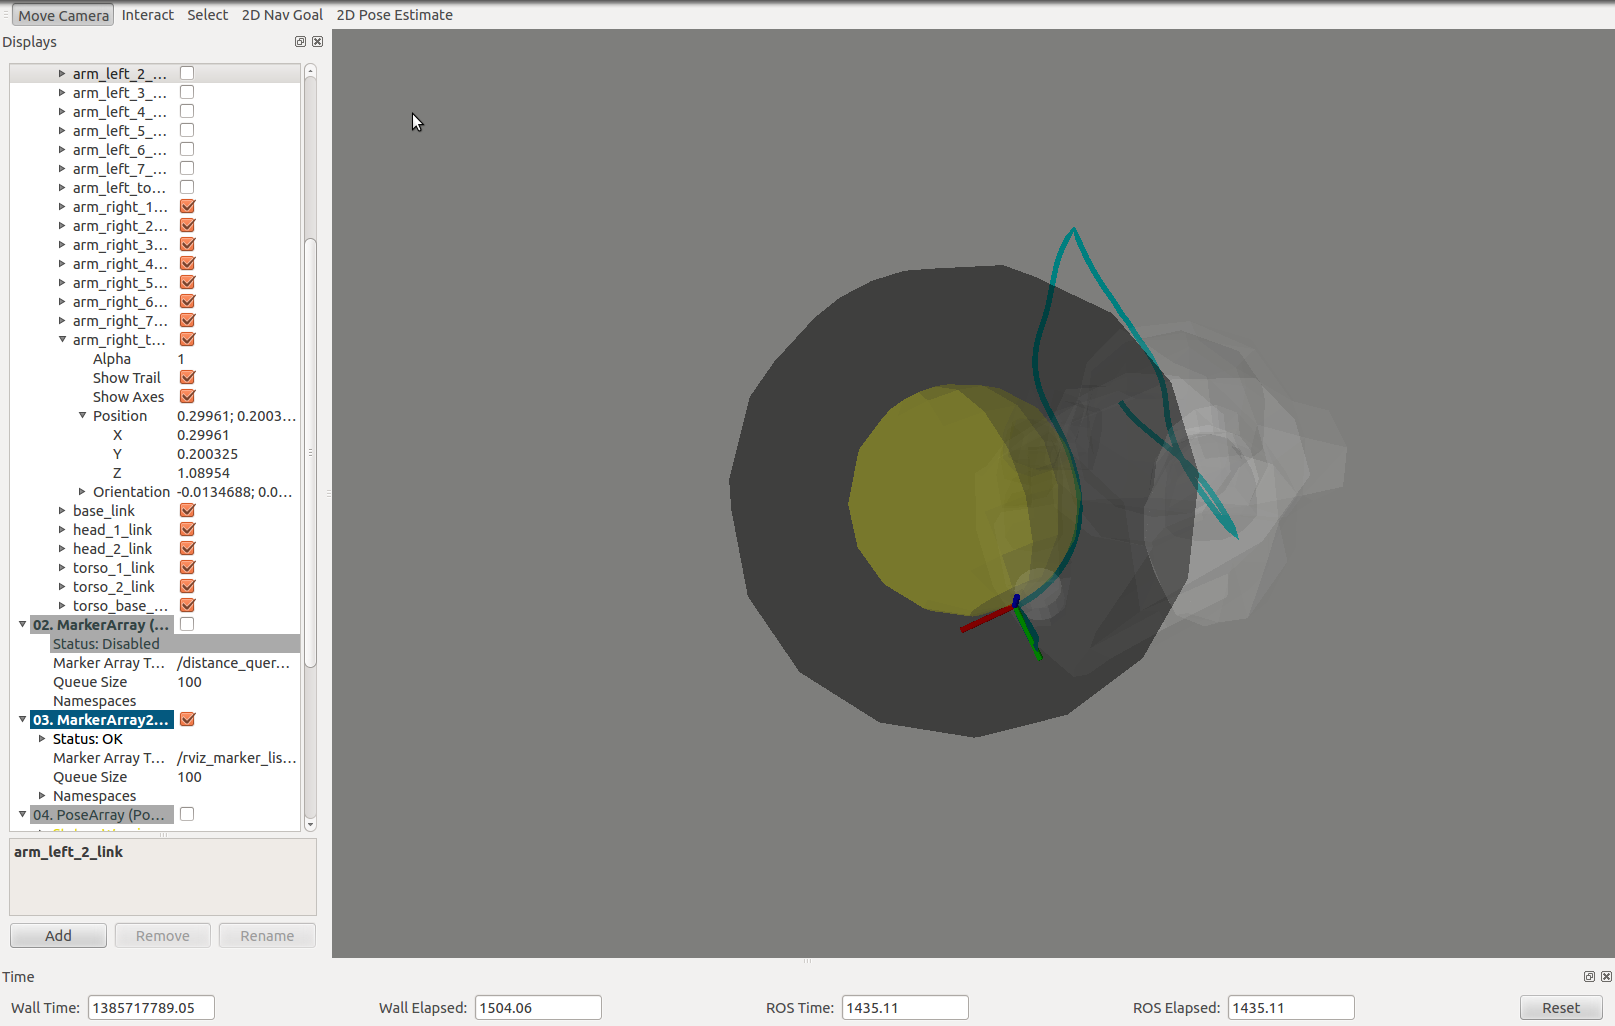 Move Camera Interact Select 2D Nav Goal 2D Pose Estimate
Displays
arm_left_2_...
arm_left_3_...
arm_left_4_...
arm_left_5_...
arm_left_6_...
arm_left_7_...
arm_left_to...
arm_right_1...
arm_right_2...
arm_right_3...
arm_right_4...
arm_right_5...
arm_right_6...
arm_right_7...
arm_right_t...
Alpha 1
Show Trail
Show Axes
Position 0.29961; 0.2003...
X 0.29961
Y 0.200325
Z 1.08954
Orientation -0.0134688; 0.0...
base_link
head_1_link
head_2_link
torso_1_link
torso_2_link
torso_base_...
02. MarkerArray (...
Status: Disabled
Marker Array T... /distance_quer...
Queue Size 100
Namespaces
03. MarkerArray2...
Status: OK
Marker Array T... /rviz_marker_lis...
Queue Size 100
Namespaces
04. PoseArray (Po...
arm_left_2_link
Add Remove Rename
Time
Wall Time: 1385717789.05 Wall Elapsed: 1504.06 ROS Time: 1435.11 ROS Elapsed: 1435.11 Reset